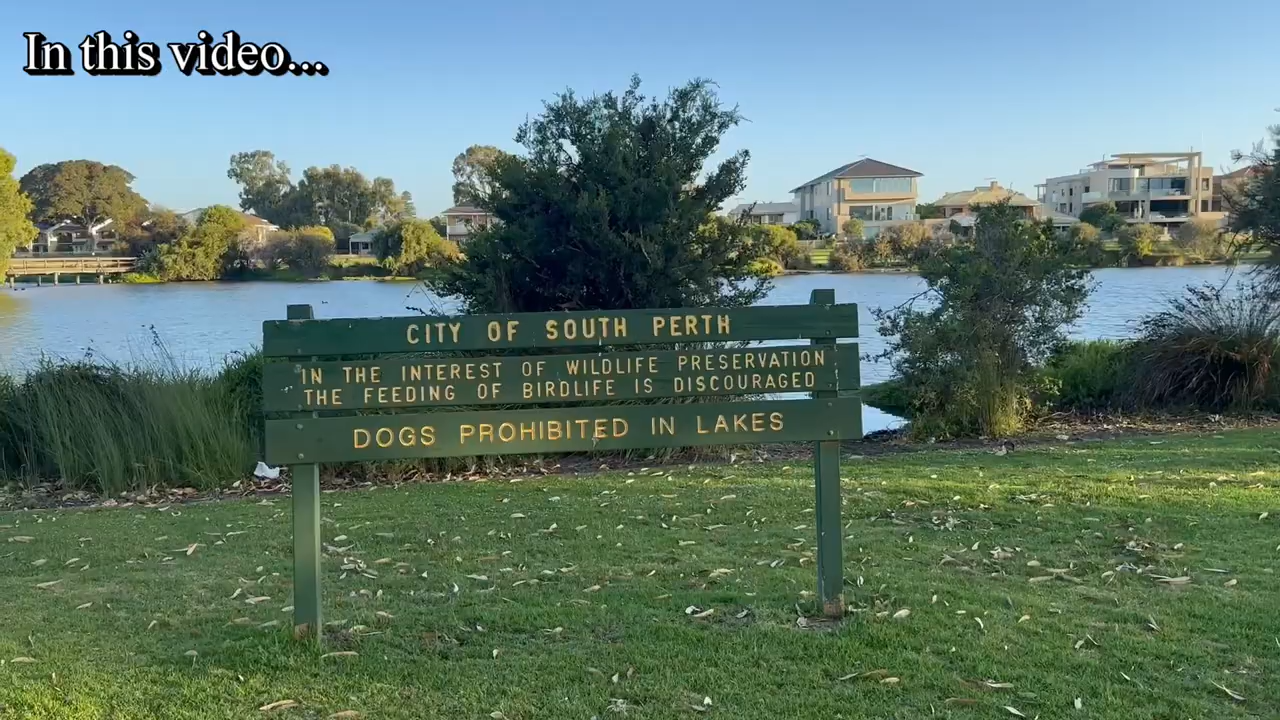 In this video...
CITY OF SOUTH PERTH
IN THE INTEREST OF WILDLIFE PRESERVATION
THE FEEDING OF BIRDLIFE IS DISCOURAGED
DOGS PROHIBITED IN LAKES